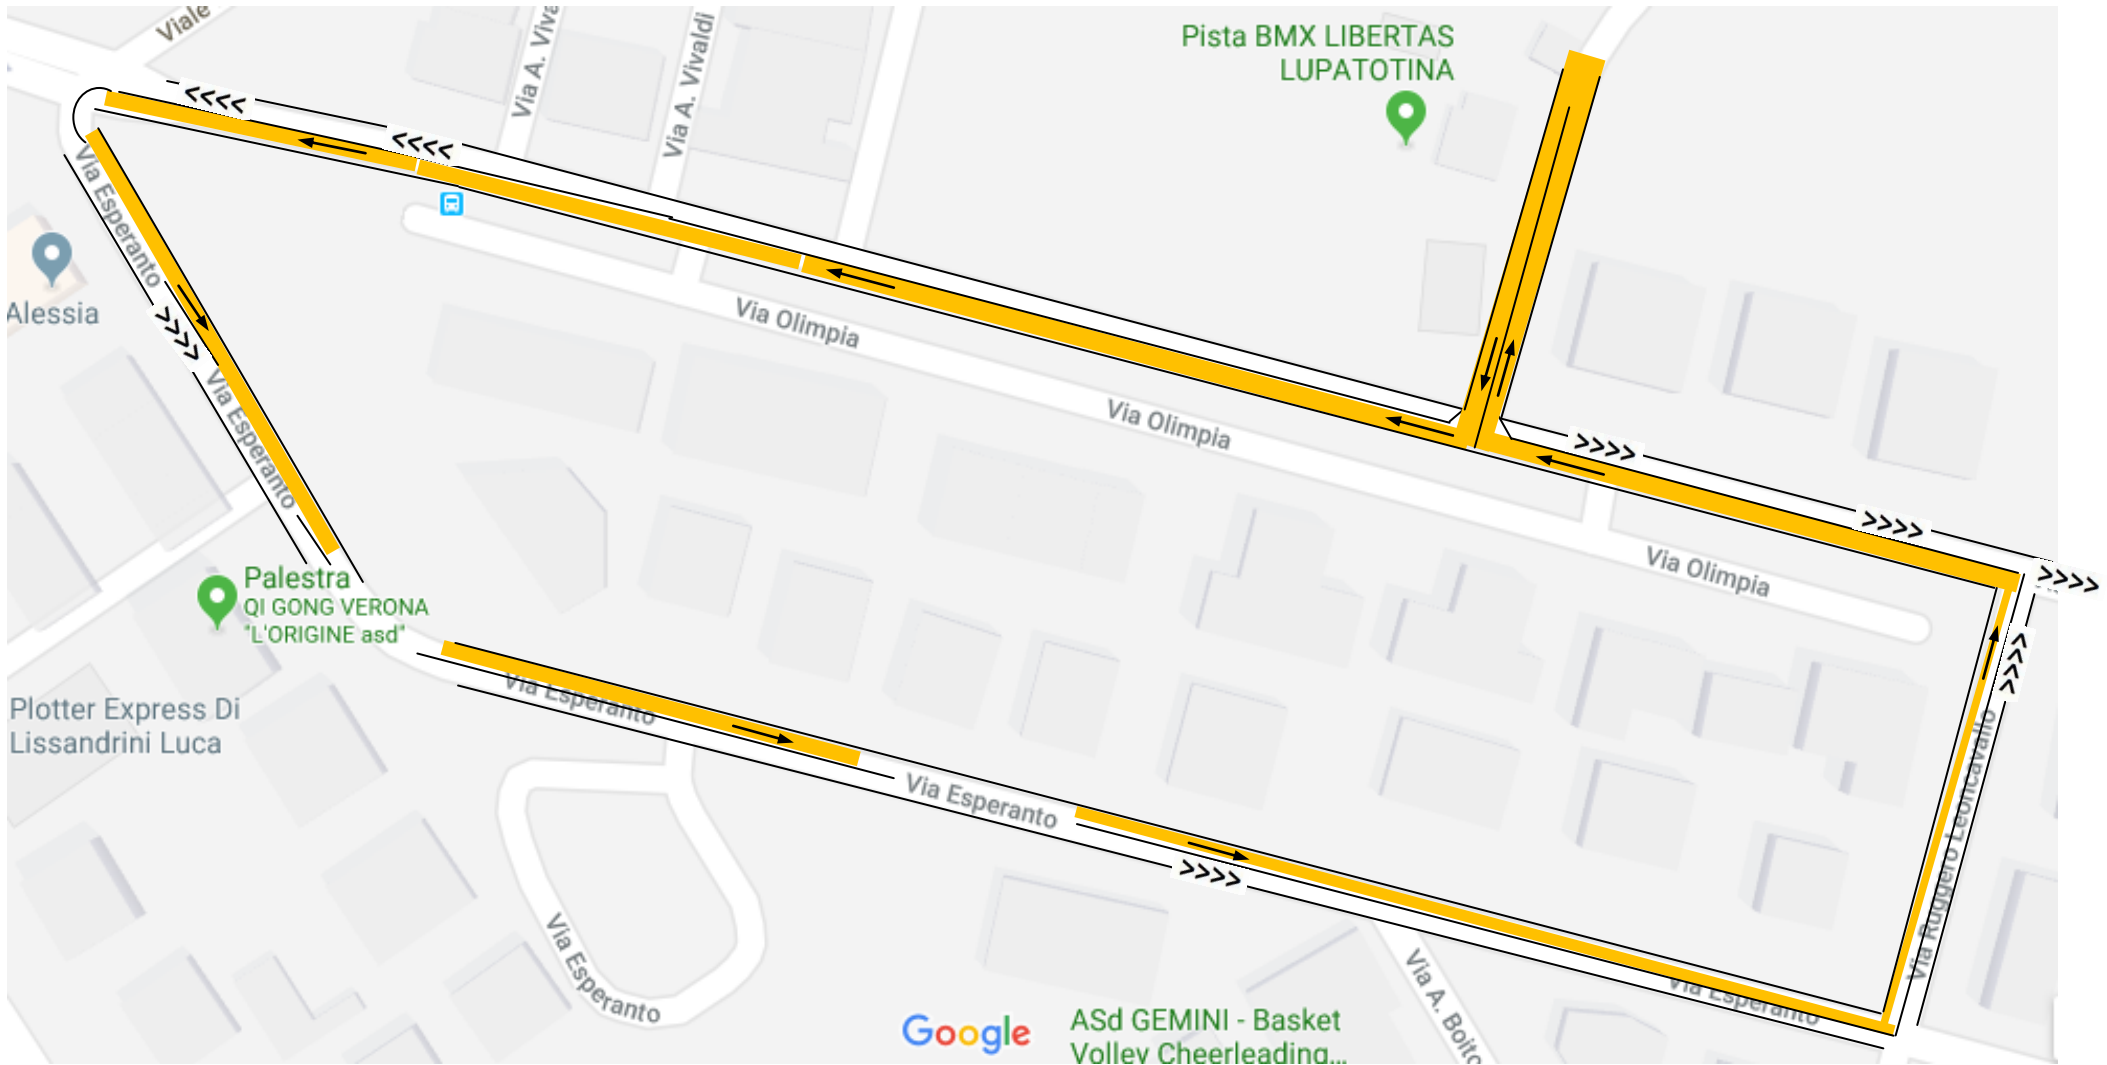 Viale
Via A. Viva
Via A. Vivaldi
Pista BMX LIBERTAS
LUPATOTINA
<<<<
<<<<
Via Esperanto
Alessia
>>>>
Via Olimpia
Via Esperanto
Via Olimpia
>>>>
>>>>
Via Olimpia
>>>>
Palestra
QI GONG VERONA
"L'ORIGINE asd"
>>>>
Via Esperanto
Plotter Express Di
Lissandrini Luca
Via Esperanto
Via Ruggero Leoncavallo
>>>>
Via Esperanto
Via Esperanto
Via A. Boito
Google
ASd GEMINI - Basket
Volley Cheerleading...